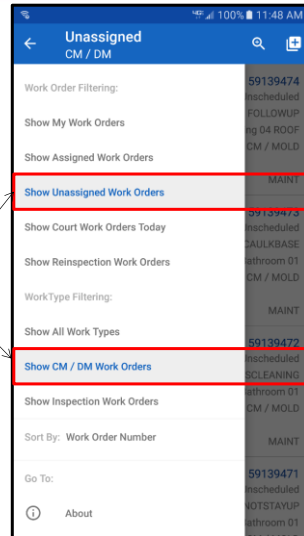 100% 11:48 AM
Unassigned
CM / DM
Work Order Filtering:
Show My Work Orders
Show Assigned Work Orders
Show Unassigned Work Orders
Show Court Work Orders Today
Show Reinspection Work Orders
WorkType Filtering:
Show All Work Types
Show CM / DM Work Orders
Show Inspection Work Orders
Sort By: Work Order Number
Go To:
About
59139474
nscheduled
FOLLOWUP
ng 04 ROOF
CM / MOLD
MAINT
59139473
nscheduled
CAULKBASE
athroom 01
CM / MOLD
MAINT
59139472
nscheduled
SCLEANING
athroom 01
CM / MOLD
MAINT
59139471
nscheduled
NOTSTAYUP
athroom 01